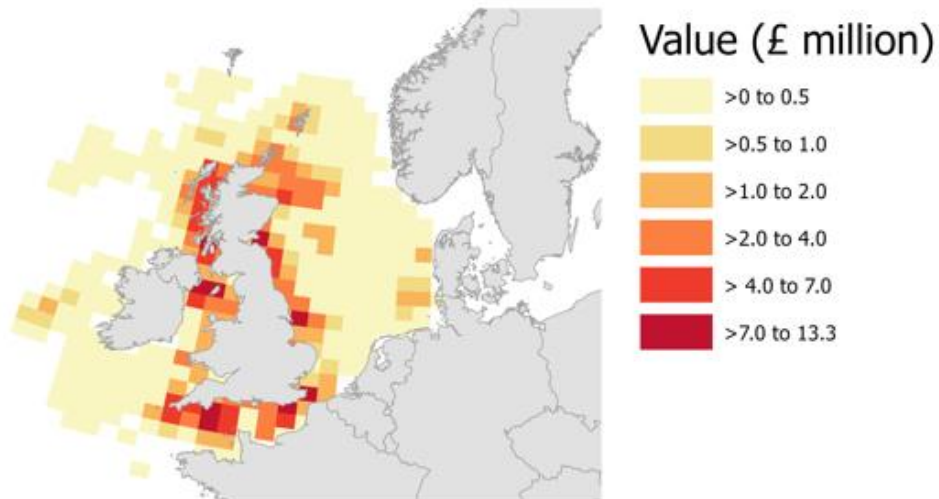 Value (£ million)
>0 to 0.5
>0.5 to 1.0
>1.0 to 2.0
>2.0 to 4.0
> 4.0 to 7.0
>7.0 to 13.3